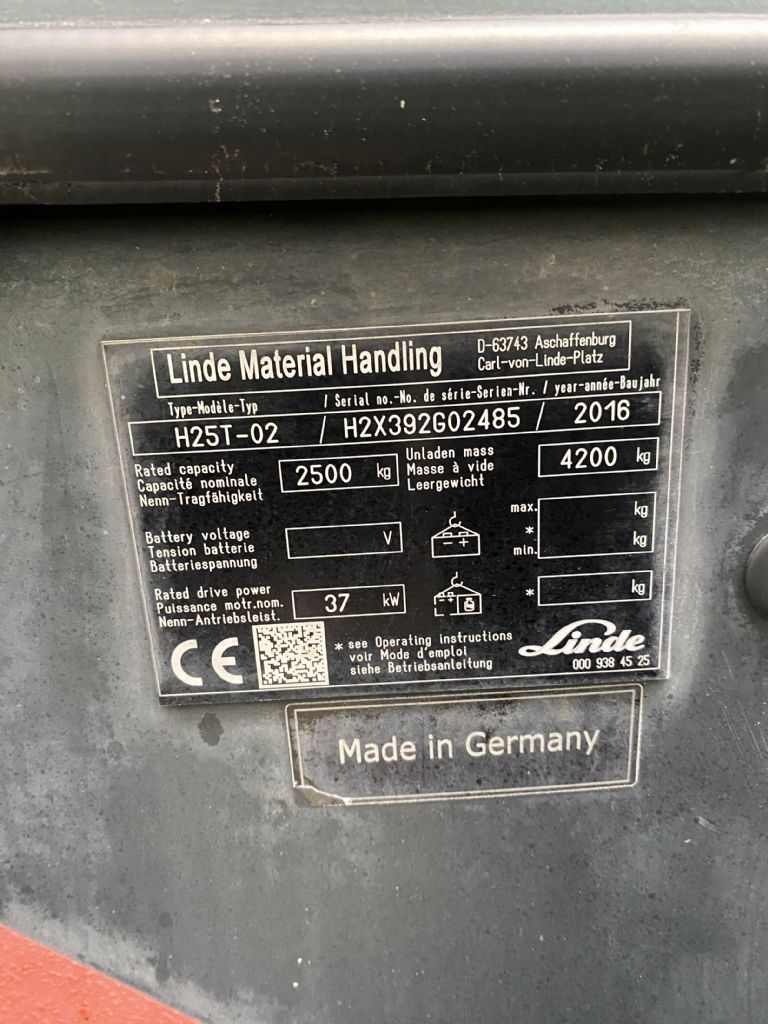 Linde Material Handling
D-63743 Aschaffenburg
Carl-von-Linde-Platz
Type-Modèle-Typ / Serial no.-No. de série-Serien-Nr. / year-année-Baujahr
H25T-02 / H2X392G02485 / 2016
Rated capacity
Capacité nominale
Nenn-Tragfähigkeit
2500 kg
Unladen mass
Masse à vide
Leergewicht
4200 kg
Battery voltage
Tension batterie
Batteriespannung
V
- +
max. kg
*
min. kg
Rated drive power
Puissance motr.nom.
Nenn-Antriebsleist.
37 kW
- +
* kg
CE
* see Operating instructions
voir Mode d'emploi
siehe Betriebsanleitung
Linde
000 938 45 25
Made in Germany